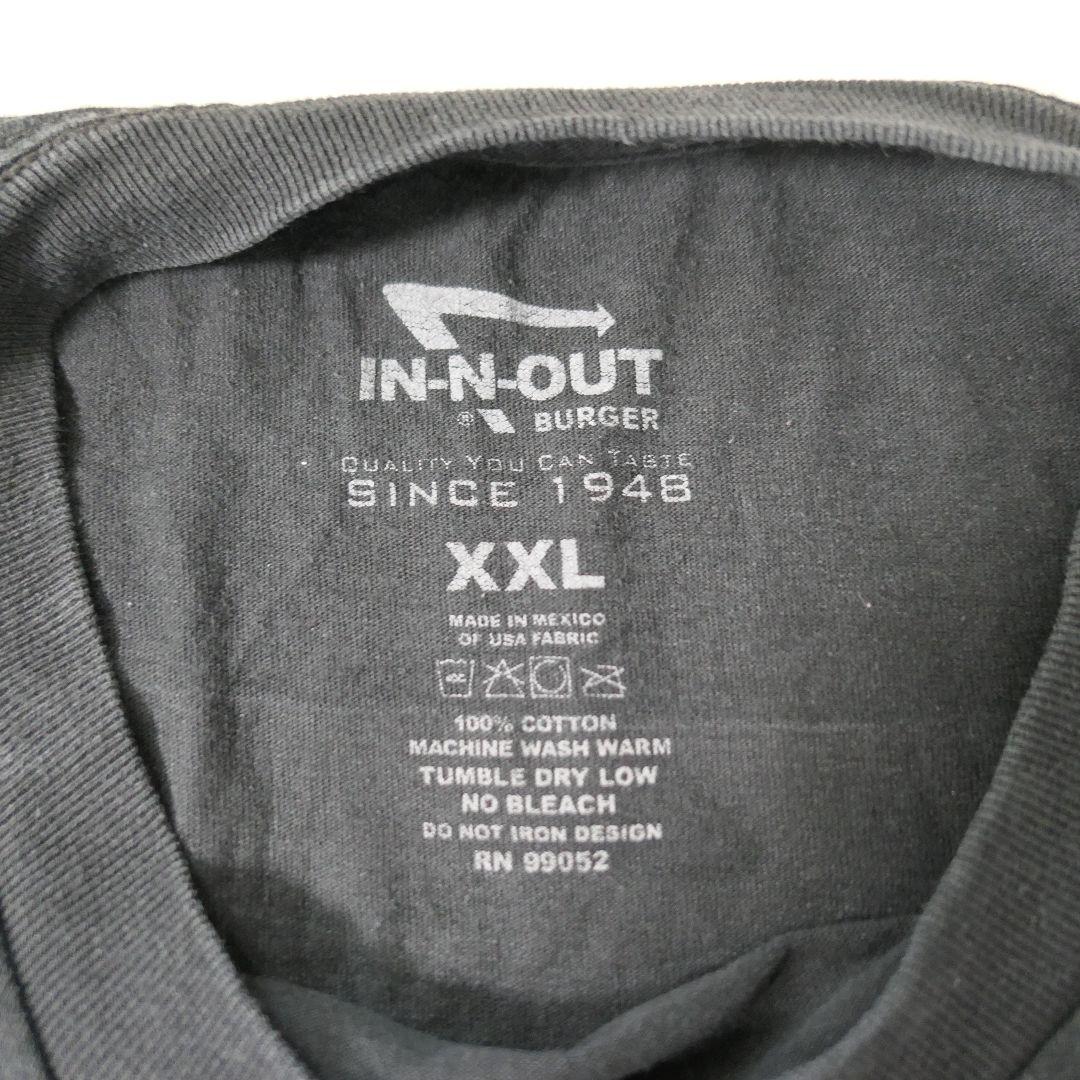 IN-N-OUT
® BURGER
QUALITY YOU CAN TASTE
SINCE 1948
XXL
MADE IN MEXICO
OF USA FABRIC
100% COTTON
MACHINE WASH WARM
TUMBLE DRY LOW
NO BLEACH
DO NOT IRON DESIGN
RN 99052